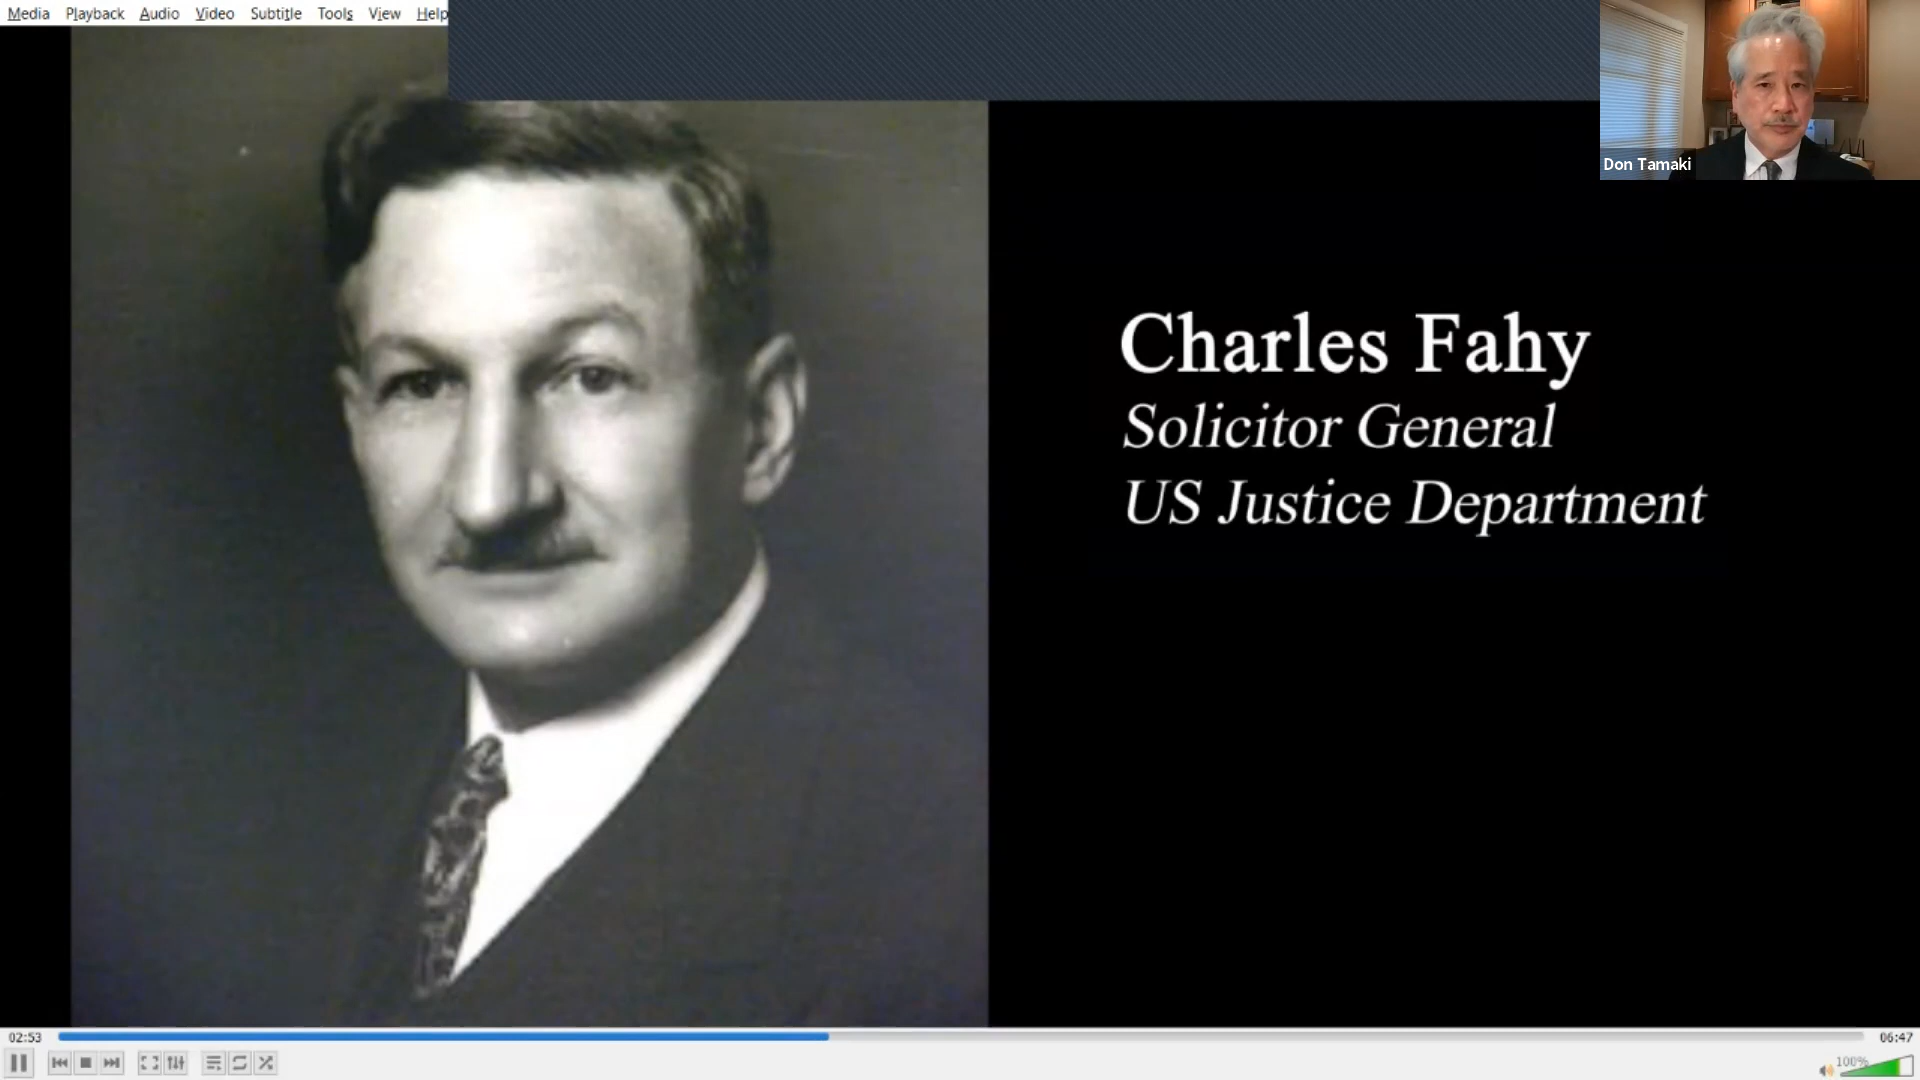 Media Playback Audio Video Subtitle Tools View Help
Don Tamaki
Charles Fahy
Solicitor General
US Justice Department
02:53
06:47
100%